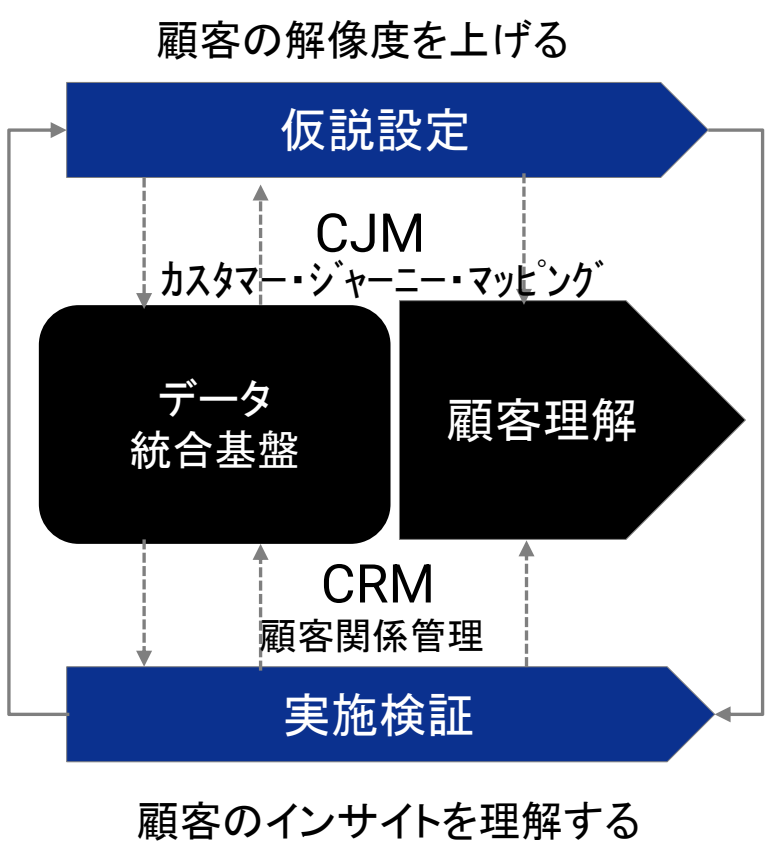 顧客の解像度を上げる
仮説設定
CJM
カスタマー・ジャーニー・マッピング
データ
統合基盤
顧客理解
CRM
顧客関係管理
実施検証
顧客のインサイトを理解する